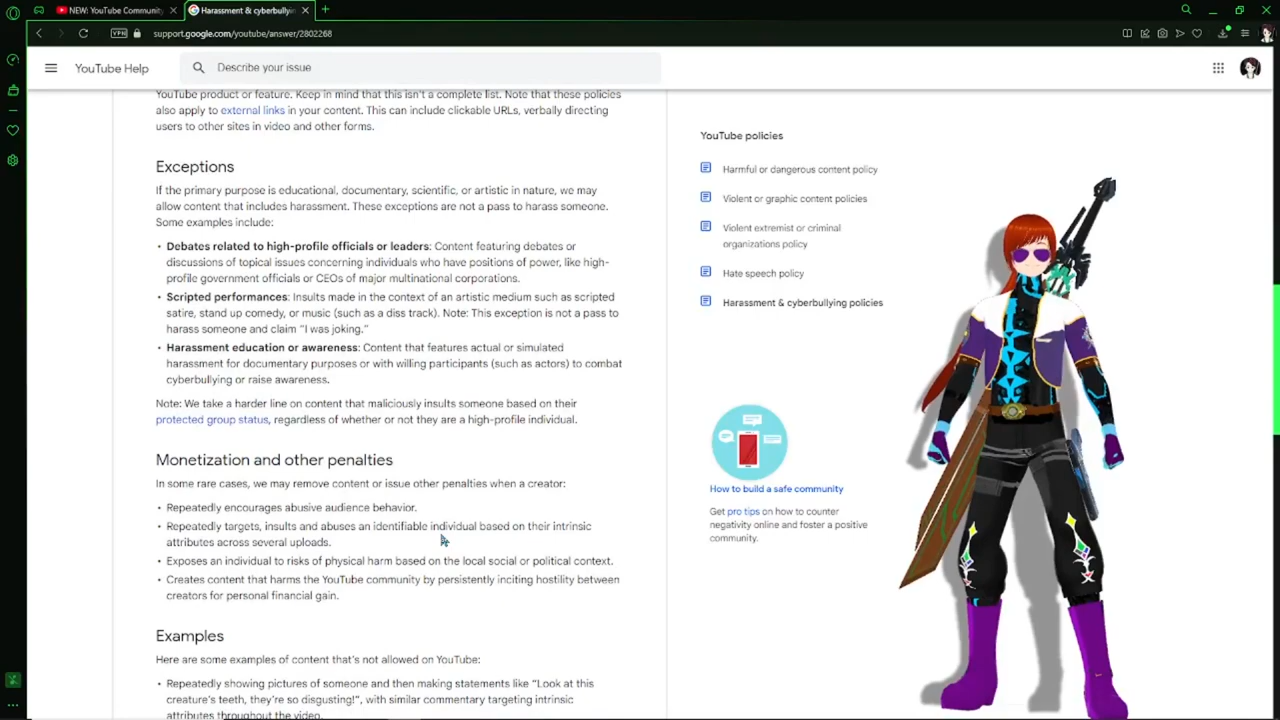 NEW: YouTube Community
Harassment & cyberbullyin
VPN
support.google.com/youtube/answer/2802268
YouTube Help
Describe your issue
YouTube product or feature. Keep in mind that this isn't a complete list. Note that these policies
also apply to external links in your content. This can include clickable URLs, verbally directing
users to other sites in video and other forms.
Exceptions
If the primary purpose is educational, documentary, scientific, or artistic in nature, we may
allow content that includes harassment. These exceptions are not a pass to harass someone.
Some examples include:
• Debates related to high-profile officials or leaders: Content featuring debates or
discussions of topical issues concerning individuals who have positions of power, like high-
profile government officials or CEOs of major multinational corporations.
• Scripted performances: Insults made in the context of an artistic medium such as scripted
satire, stand up comedy, or music (such as a diss track). Note: This exception is not a pass to
harass someone and claim "I was joking."
• Harassment education or awareness: Content that features actual or simulated
harassment for documentary purposes or with willing participants (such as actors) to combat
cyberbullying or raise awareness.
Note: We take a harder line on content that maliciously insults someone based on their
protected group status, regardless of whether or not they are a high-profile individual.
Monetization and other penalties
In some rare cases, we may remove content or issue other penalties when a creator:
• Repeatedly encourages abusive audience behavior.
• Repeatedly targets, insults and abuses an identifiable individual based on their intrinsic
attributes across several uploads.
• Exposes an individual to risks of physical harm based on the local social or political context.
• Creates content that harms the YouTube community by persistently inciting hostility between
creators for personal financial gain.
Examples
Here are some examples of content that's not allowed on YouTube:
• Repeatedly showing pictures of someone and then making statements like "Look at this
creature's teeth, they're so disgusting!", with similar commentary targeting intrinsic
attributes throughout the video.
YouTube policies
Harmful or dangerous content policy
Violent or graphic content policies
Violent extremist or criminal
organizations policy
Hate speech policy
Harassment & cyberbullying policies
How to build a safe community
Get pro tips on how to counter
negativity online and foster a positive
community.